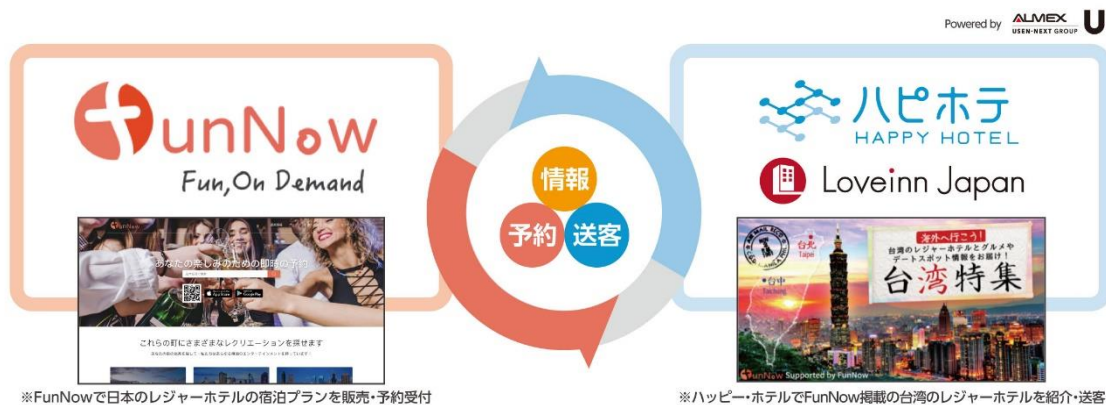 Powered by ALMEX
USEN-NEXT GROUP
U
FunNow
Fun,On Demand
FunNow
あなたの楽しみのための即時の予約
これらの町にさまざまなレクリエーションを探せます
情報
予約
送客
ハピホテ
HAPPY HOTEL
Loveinn Japan
海外へ行こう!
台湾のレジャーホテルとグルメや
デートスポット情報をお届け!
台湾特集
台北
Taipei
台中
Taichung
FunNow Supported by FunNow
※FunNowで日本のレジャーホテルの宿泊プランを販売・予約受付
※ハッピー・ホテルでFunNow掲載の台湾のレジャーホテルを紹介・送客